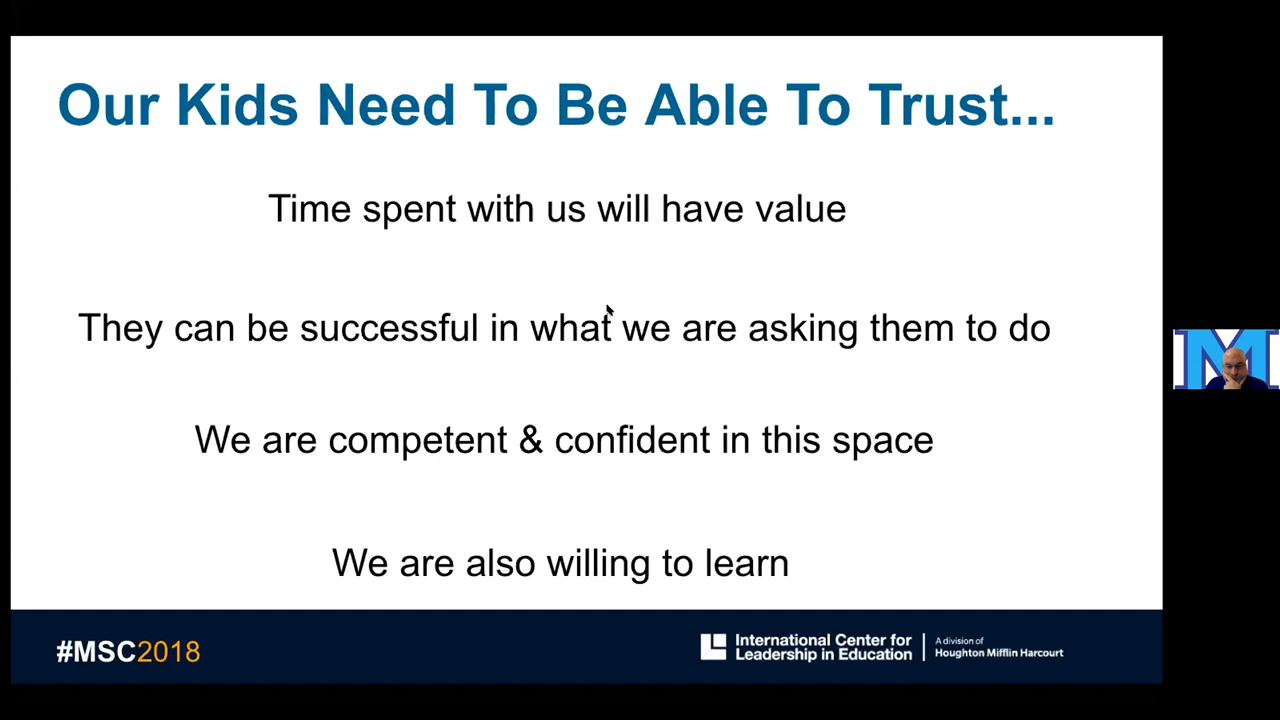 Our Kids Need To Be Able To Trust...
Time spent with us will have value
They can be successful in what we are asking them to do
We are competent & confident in this space
We are also willing to learn
#MSC2018
International Center for
Leadership in Education
A division of
Houghton Mifflin Harcourt
M